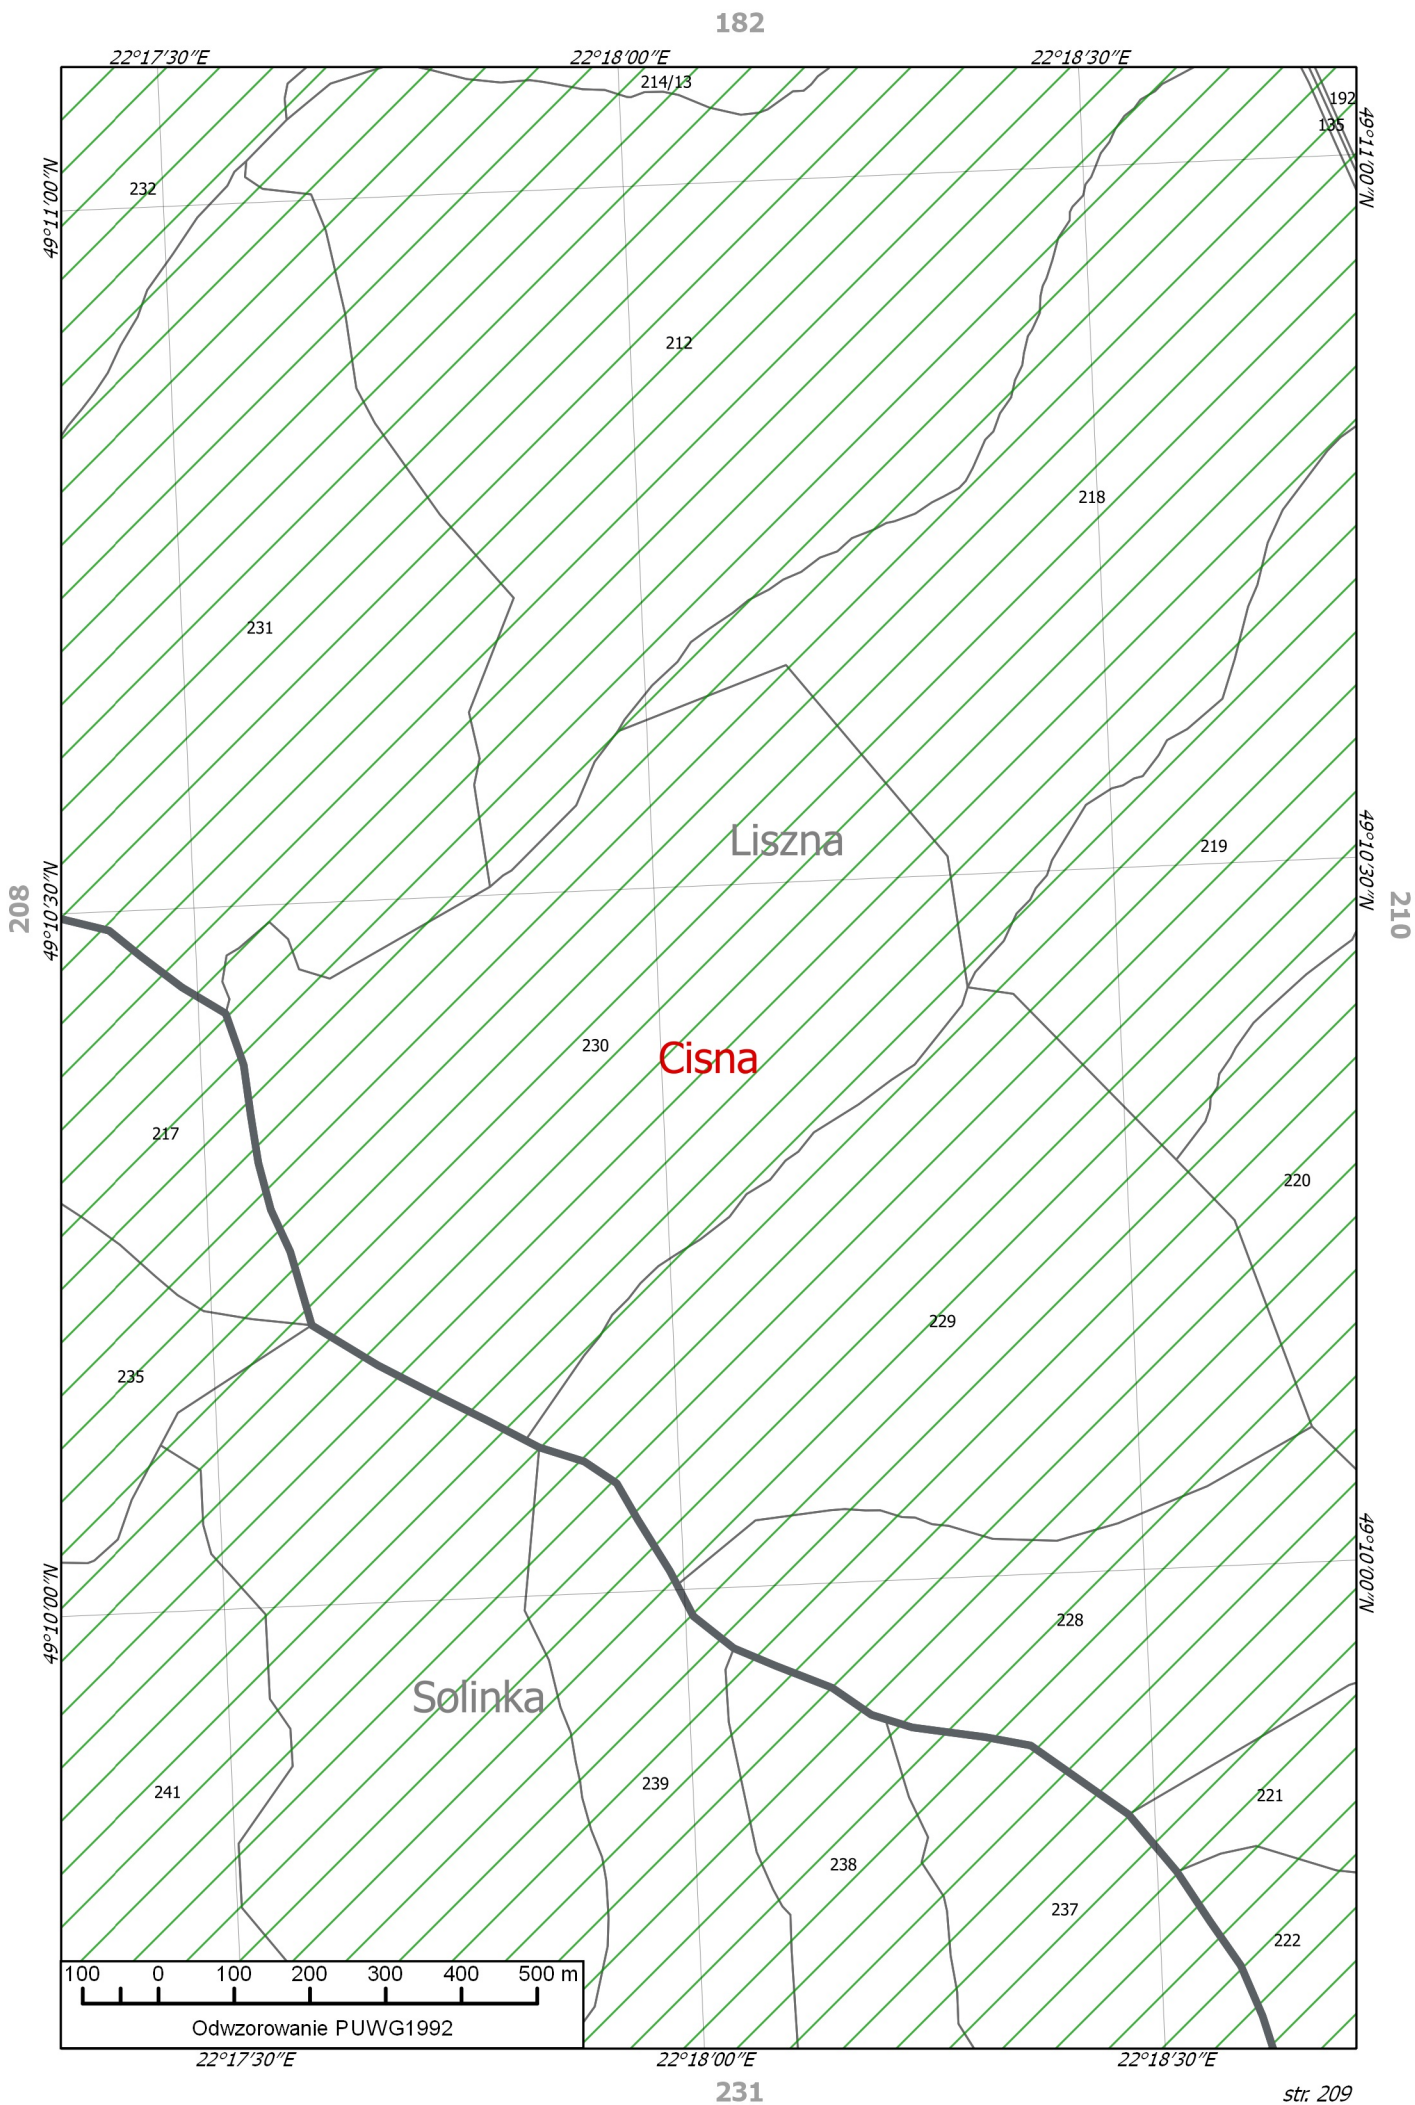 182
22°17'30"E
22°18'00"E
22°18'30"E
214/13
192
135
49°11'00"N
49°11'00"N
232
212
218
231
Liszna
219
49°10'30"N
49°10'30"N
208
210
230
Cisna
217
220
229
235
49°10'00"N
49°10'00"N
228
Solinka
239
241
221
238
237
222
100 0 100 200 300 400 500 m
Odwzorowanie PUWG1992
22°17'30"E
22°18'00"E
22°18'30"E
231
str. 209